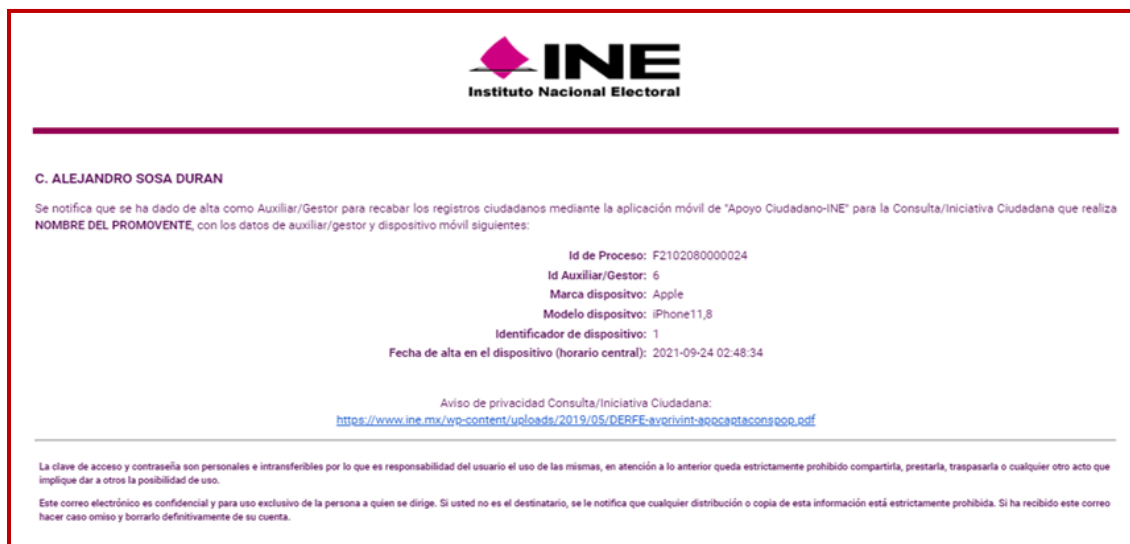 INE
Instituto Nacional Electoral
C. ALEJANDRO SOSA DURAN
Se notifica que se ha dado de alta como Auxiliar/Gestor para recabar los registros ciudadanos mediante la aplicación móvil de "Apoyo Ciudadano-INE" para la Consulta/Iniciativa Ciudadana que realiza
NOMBRE DEL PROMOVENTE, con los datos de auxiliar/gestor y dispositivo móvil siguientes:
Id de Proceso: F2102080000024
Id Auxiliar/Gestor: 6
Marca dispositvo: Apple
Modelo dispositvo: iPhone11,8
Identificador de dispositivo: 1
Fecha de alta en el dispositivo (horario central): 2021-09-24 02:48:34
Aviso de privacidad Consulta/Iniciativa Ciudadana:
https://www.ine.mx/wp-content/uploads/2019/05/DERFE-avprivint-appcaptaconspop.pdf
La clave de acceso y contraseña son personales e intransferibles por lo que es responsabilidad del usuario el uso de las mismas, en atención a lo anterior queda estrictamente prohibido compartirla, prestarla, traspasarla o cualquier otro acto que
implique dar a otros la posibilidad de uso.
Este correo electrónico es confidencial y para uso exclusivo de la persona a quien se dirige. Si usted no es el destinatario, se le notifica que cualquier distribución o copia de esta información está estrictamente prohibida. Si ha recibido este correo
hacer caso omiso y borrarlo definitivamente de su cuenta.